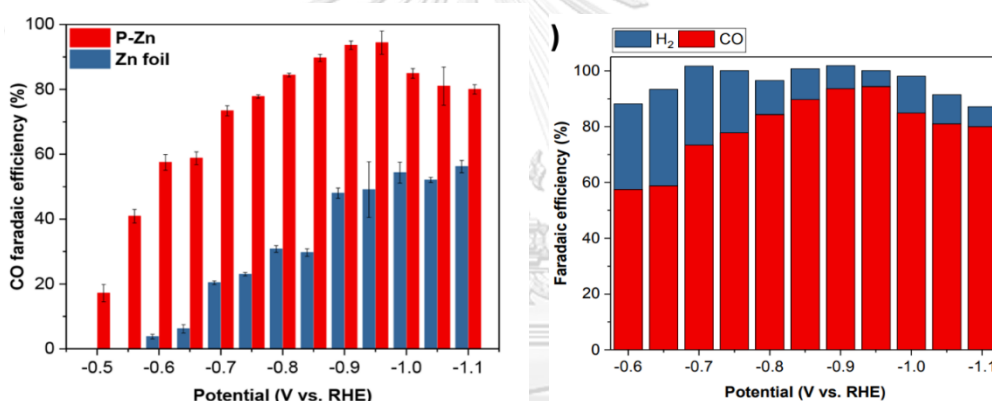 P-Zn
Zn foil
CO faradaic efficiency (%)
100
80
60
40
20
0
-0.5 -0.6 -0.7 -0.8 -0.9 -1.0 -1.1
Potential (V vs. RHE)
)
H₂ CO
Faradaic efficiency (%)
100
80
60
40
20
0
-0.6 -0.7 -0.8 -0.9 -1.0 -1.1
Potential (V vs. RHE)